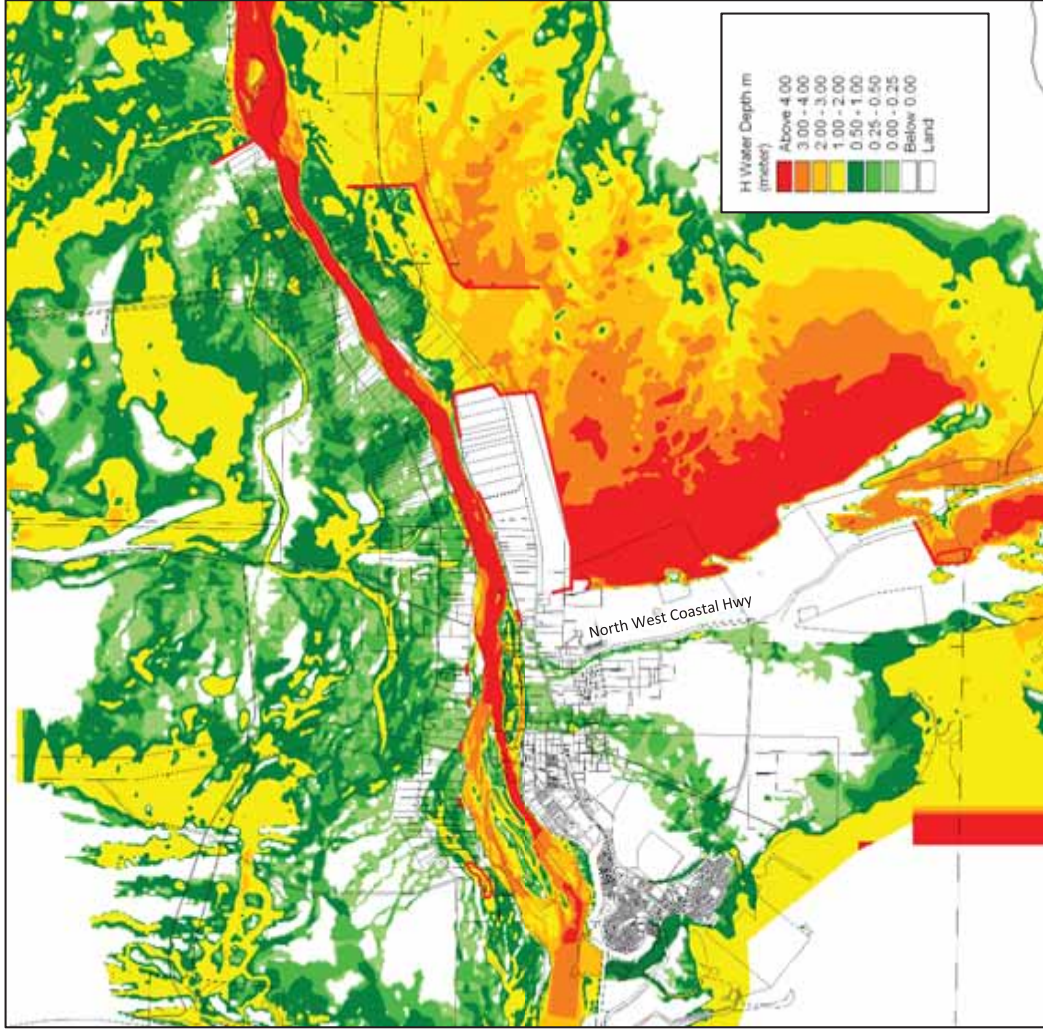 H Water Depth m
(meter)
Above 4.00
3.00 - 4.00
2.00 - 3.00
1.00 - 2.00
0.50 - 1.00
0.25 - 0.50
0.00 - 0.25
Below 0.00
Land
North West Coastal Hwy